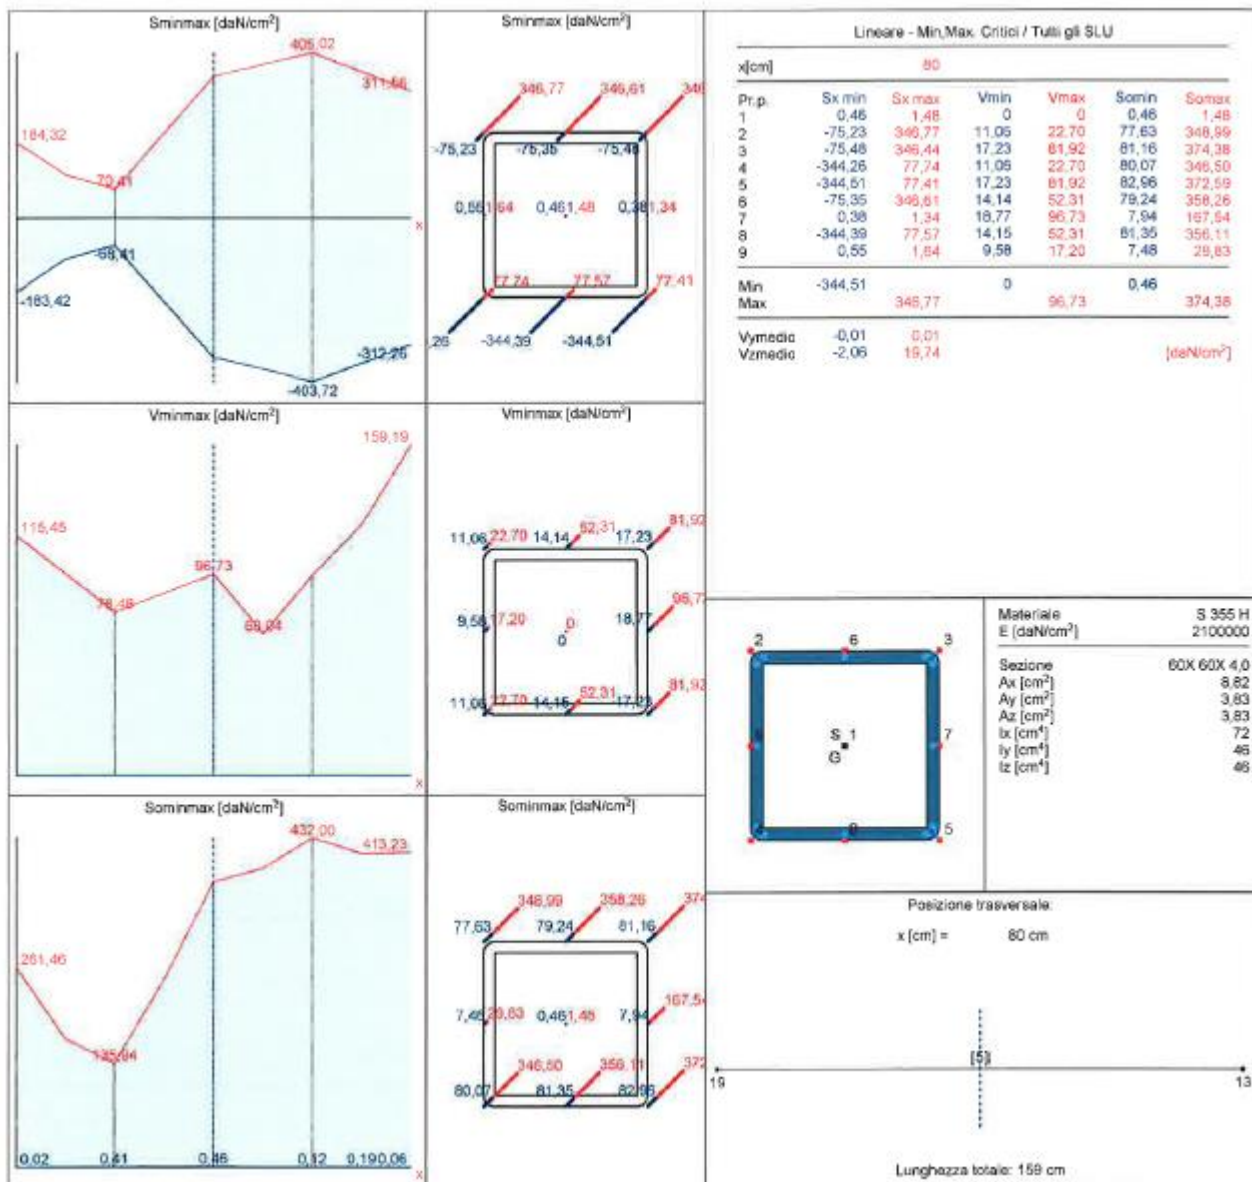 Sminmax [daN/cm²]
405,02
311,66
184,32
70,41
-68,41
-183,42
-312,26
-403,72
x
Sminmax [daN/cm²]
346,77 346,61 346
-75,23 -75,35 -75,48
0,55 1,64 0,46 1,48 0,38 1,34
77,74 77,57 77,41
,26 -344,39 -344,51
Lineare - Min,Max. Critici / Tutti gli SLU
x[cm] 80
Pr.p. Sx min Sx max Vmin Vmax Somin Somax
1 0,46 1,48 0 0 0,46 1,48
2 -75,23 346,77 11,06 22,70 77,63 348,99
3 -75,48 346,44 17,23 81,92 81,16 374,38
4 -344,26 77,74 11,06 22,70 80,07 346,50
5 -344,51 77,41 17,23 81,92 82,96 372,59
6 -75,35 346,61 14,14 52,31 79,24 358,26
7 0,38 1,34 18,77 96,73 7,94 167,54
8 -344,39 77,57 14,15 52,31 81,35 356,11
9 0,55 1,64 9,58 17,20 7,48 29,83
Min -344,51 0 0,46
Max 346,77 96,73 374,38
Vymedio -0,01 0,01
Vzmedio -2,06 19,74 [daN/cm²]
Vminmax [daN/cm²]
159,19
115,45
96,73
78,46
x
Vminmax [daN/cm²]
11,06 22,70 14,14 52,31 17,23 81,92
9,58 17,20 0 18,77 96,73
0
11,06 22,70 14,15 52,31 17,23 81,92
2 6 3
S 1 7
G
9 5
Materiale S 355 H
E [daN/cm²] 2100000
Sezione 60X 60X 4,0
Ax [cm²] 8,82
Ay [cm²] 3,83
Az [cm²] 3,83
Ix [cm⁴] 72
Iy [cm⁴] 46
Iz [cm⁴] 46
Sominmax [daN/cm²]
432,00
413,23
261,46
135,94
0,02 0,41 0,46 0,12 0,19 0,06
x
Sominmax [daN/cm²]
348,99 358,26 374
77,63 79,24 81,16
7,48 29,83 0,46 1,48 7,94 167,54
346,50 356,11 372
80,07 81,35 82,96
Posizione trasversale:
x [cm] = 80 cm
[5]
19 13
Lunghezza totale: 159 cm